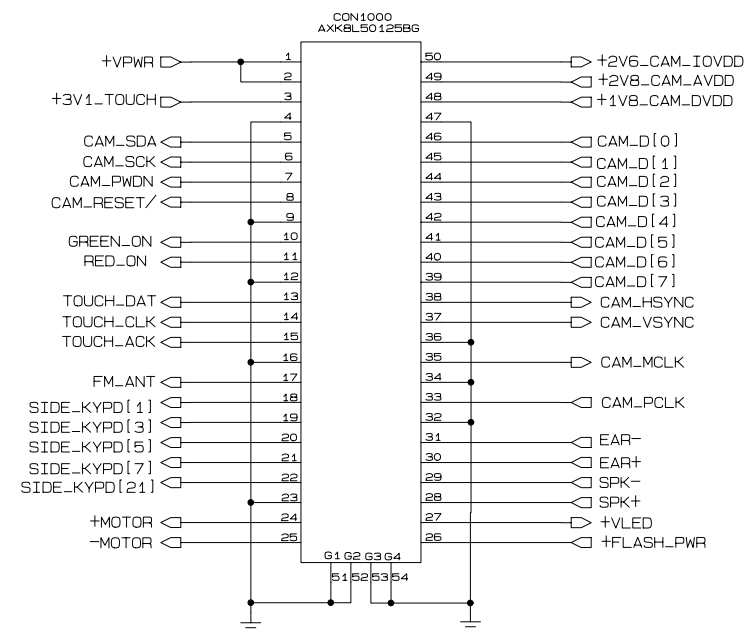 CON1000
AXK8L50125BG
+VPWR 1 50 +2V6_CAM_IOVDD
2 49 +2V8_CAM_AVDD
+3V1_TOUCH 3 48 +1V8_CAM_DVDD
4 47
CAM_SDA 5 46 CAM_D[0]
CAM_SCK 6 45 CAM_D[1]
CAM_PWDN 7 44 CAM_D[2]
CAM_RESET/ 8 43 CAM_D[3]
9 42 CAM_D[4]
GREEN_ON 10 41 CAM_D[5]
RED_ON 11 40 CAM_D[6]
12 39 CAM_D[7]
TOUCH_DAT 13 38 CAM_HSYNC
TOUCH_CLK 14 37 CAM_VSYNC
TOUCH_ACK 15 36
16 35 CAM_MCLK
FM_ANT 17 34
SIDE_KYPD[1] 18 33 CAM_PCLK
SIDE_KYPD[3] 19 32
SIDE_KYPD[5] 20 31 EAR-
SIDE_KYPD[7] 21 30 EAR+
SIDE_KYPD[21] 22 29 SPK-
23 28 SPK+
+MOTOR 24 27 +VLED
-MOTOR 25 26 +FLASH_PWR
G1 G2 G3 G4
51 52 53 54